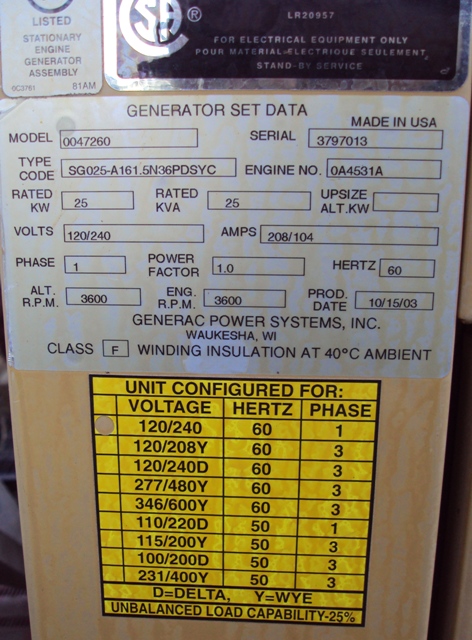 LISTED
STATIONARY
ENGINE
GENERATOR
ASSEMBLY
6C3761 81AM
SA ®
LR20957
FOR ELECTRICAL EQUIPMENT ONLY
POUR MATERIAL ELECTRIQUE SEULEMENT
STAND-BY SERVICE
GENERATOR SET DATA
MADE IN USA
MODEL 0047260 SERIAL 3797013
TYPE CODE SG025-A161.5N36PDSYC ENGINE NO. 0A4531A
RATED KW 25 RATED KVA 25 UPSIZE ALT.KW
VOLTS 120/240 AMPS 208/104
PHASE 1 POWER FACTOR 1.0 HERTZ 60
ALT. R.P.M. 3600 ENG. R.P.M. 3600 PROD. DATE 10/15/03
GENERAC POWER SYSTEMS, INC.
WAUKESHA, WI
CLASS F WINDING INSULATION AT 40°C AMBIENT
UNIT CONFIGURED FOR:
VOLTAGE HERTZ PHASE
120/240 60 1
120/208Y 60 3
120/240D 60 3
277/480Y 60 3
346/600Y 60 3
110/220D 50 1
115/200Y 50 3
100/200D 50 3
231/400Y 50 3
D=DELTA, Y=WYE
UNBALANCED LOAD CAPABILITY-25%